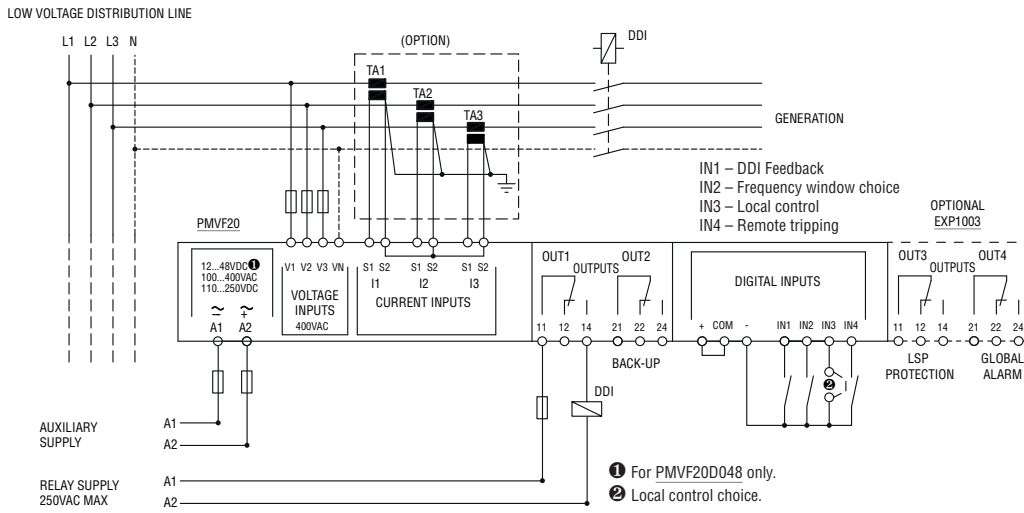 LOW VOLTAGE DISTRIBUTION LINE
L1 L2 L3 N
(OPTION)
DDI
TA1
TA2
TA3
GENERATION
IN1 – DDI Feedback
IN2 – Frequency window choice
IN3 – Local control
IN4 – Remote tripping
OPTIONAL
EXP1003
PMVF20
12...48VDC❶
100...400VAC
110...250VDC
~ ~
– +
A1 A2
V1 V2 V3 VN
VOLTAGE
INPUTS
400VAC
S1 S2 S1 S2 S1 S2
I1 I2 I3
CURRENT INPUTS
OUT1 OUT2
OUTPUTS
11 12 14 21 22 24
BACK-UP
DIGITAL INPUTS
+ COM - IN1 IN2 IN3 IN4
OUT3 OUT4
OUTPUTS
11 12 14 21 22 24
LSP
PROTECTION
GLOBAL
ALARM
❷
DDI
AUXILIARY
SUPPLY
A1
A2
RELAY SUPPLY
250VAC MAX
A1
A2
❶ For PMVF20D048 only.
❷ Local control choice.